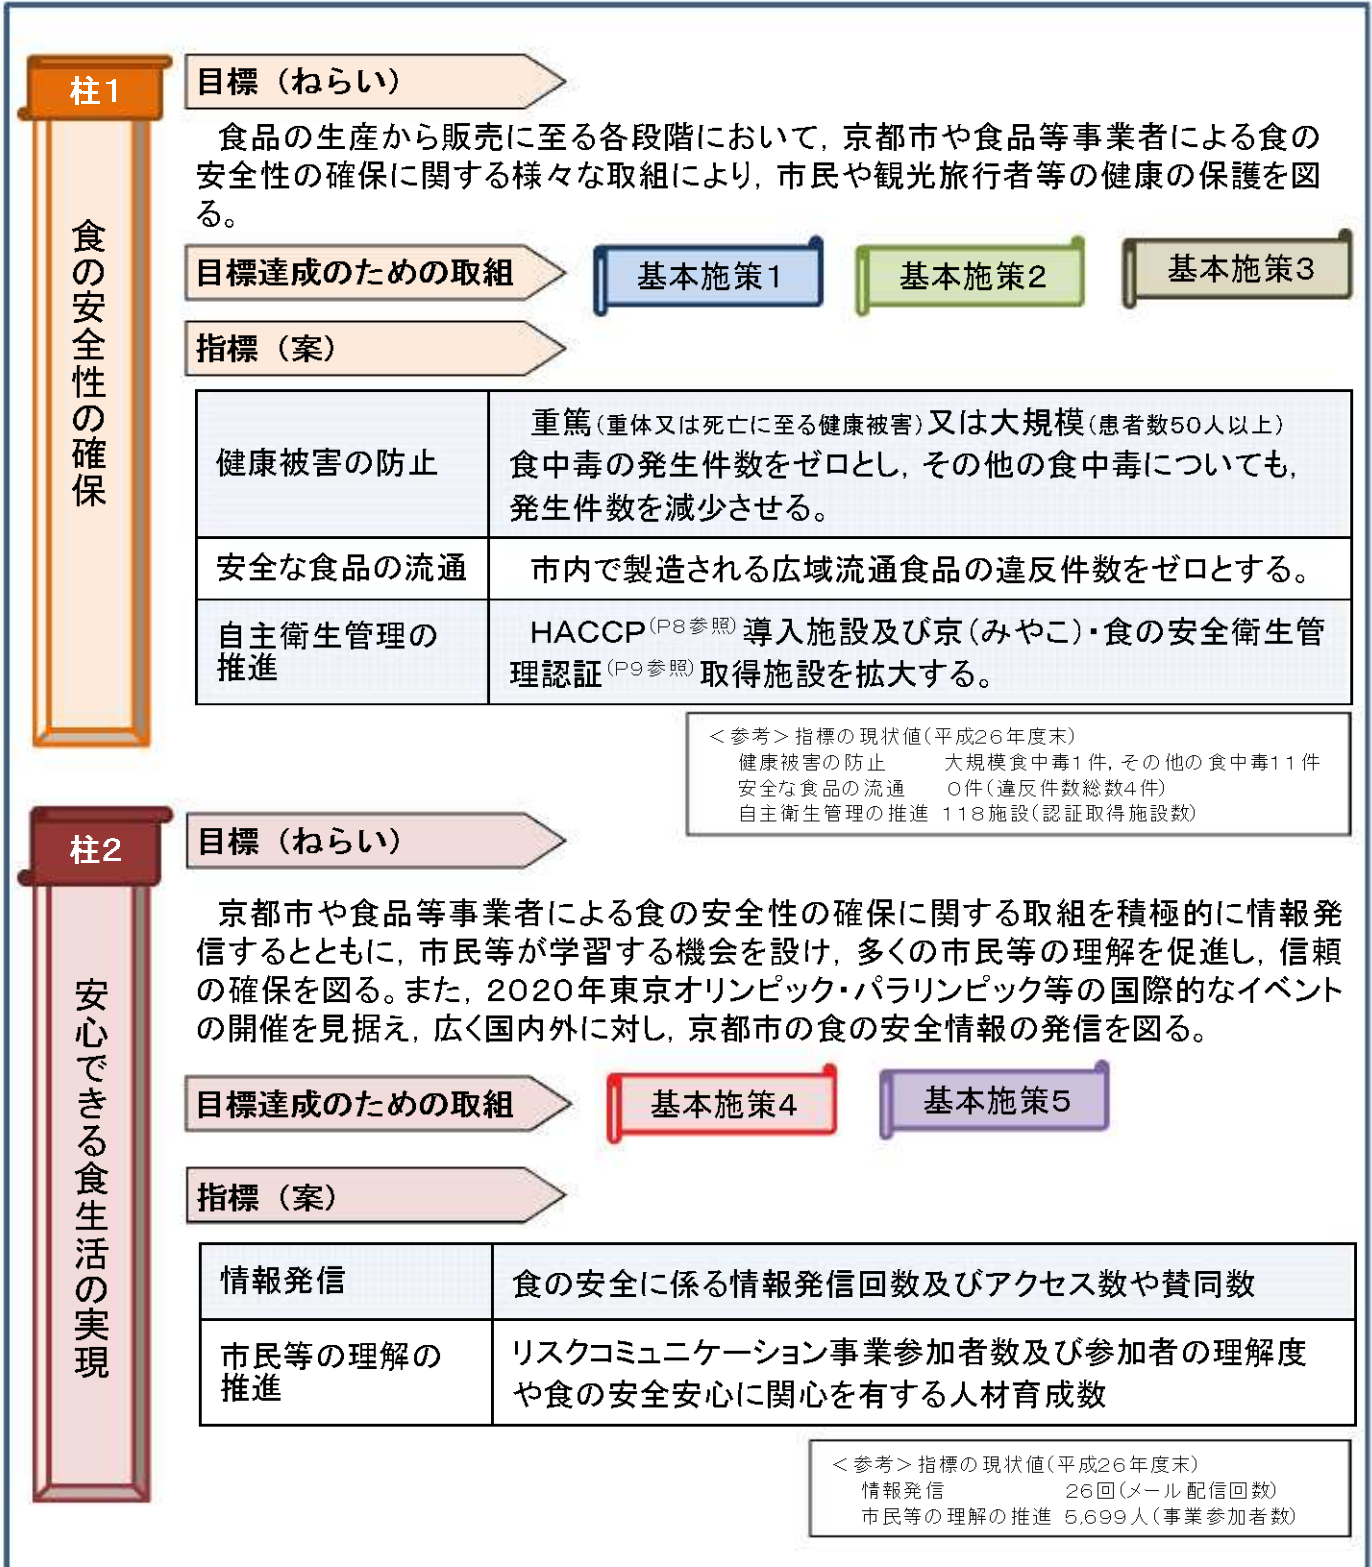 柱1
食の安全性の確保
目標（ねらい）
食品の生産から販売に至る各段階において，京都市や食品等事業者による食の
安全性の確保に関する様々な取組により，市民や観光旅行者等の健康の保護を図
る。
目標達成のための取組
基本施策1
基本施策2
基本施策3
指標（案）
健康被害の防止
重篤(重体又は死亡に至る健康被害)又は大規模(患者数50人以上)
食中毒の発生件数をゼロとし，その他の食中毒についても，
発生件数を減少させる。
安全な食品の流通
市内で製造される広域流通食品の違反件数をゼロとする。
自主衛生管理の
推進
HACCP(P8参照)導入施設及び京(みやこ)・食の安全衛生管
理認証(P9参照)取得施設を拡大する。
＜参考＞指標の現状値(平成26年度末)
健康被害の防止 大規模食中毒1件，その他の食中毒11件
安全な食品の流通 0件(違反件数総数4件)
自主衛生管理の推進 118施設(認証取得施設数)
柱2
安心できる食生活の実現
目標（ねらい）
京都市や食品等事業者による食の安全性の確保に関する取組を積極的に情報発
信するとともに，市民等が学習する機会を設け，多くの市民等の理解を促進し，信頼
の確保を図る。また，2020年東京オリンピック・パラリンピック等の国際的なイベント
の開催を見据え，広く国内外に対し，京都市の食の安全情報の発信を図る。
目標達成のための取組
基本施策4
基本施策5
指標（案）
情報発信
食の安全に係る情報発信回数及びアクセス数や賛同数
市民等の理解の
推進
リスクコミュニケーション事業参加者数及び参加者の理解度
や食の安全安心に関心を有する人材育成数
＜参考＞指標の現状値(平成26年度末)
情報発信 26回(メール配信回数)
市民等の理解の推進 5,699人(事業参加者数)